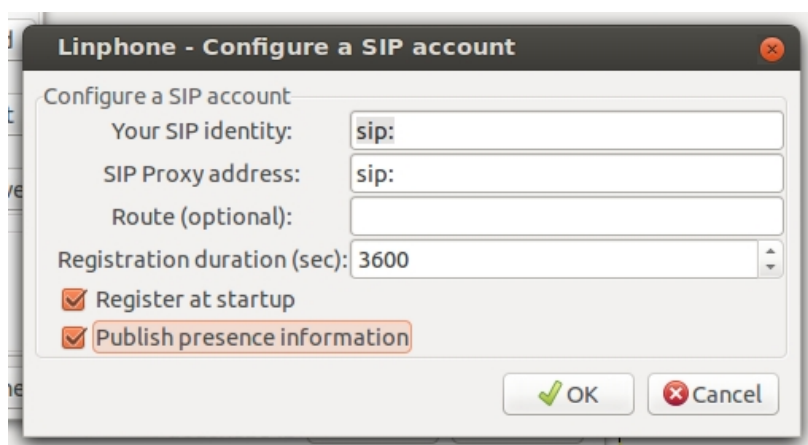 Linphone - Configure a SIP account
Configure a SIP account
Your SIP identity: sip:
SIP Proxy address: sip:
Route (optional):
Registration duration (sec): 3600
Register at startup
Publish presence information
OK Cancel